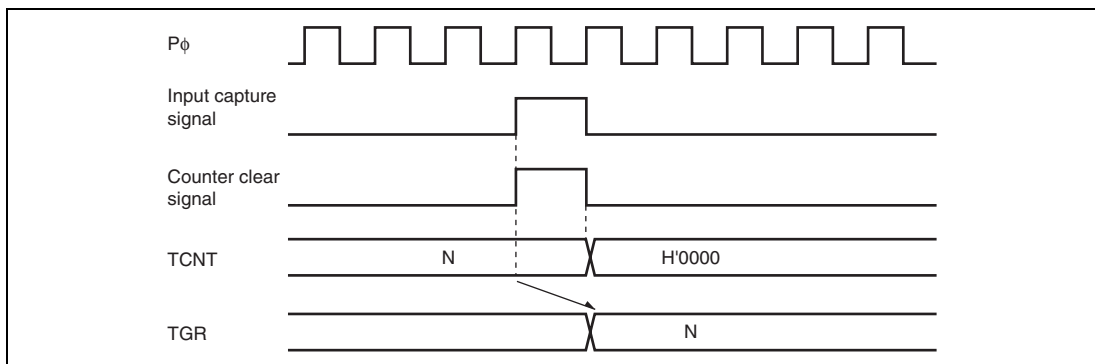 Pϕ
Input capture
signal
Counter clear
signal
TCNT
N
H'0000
TGR
N